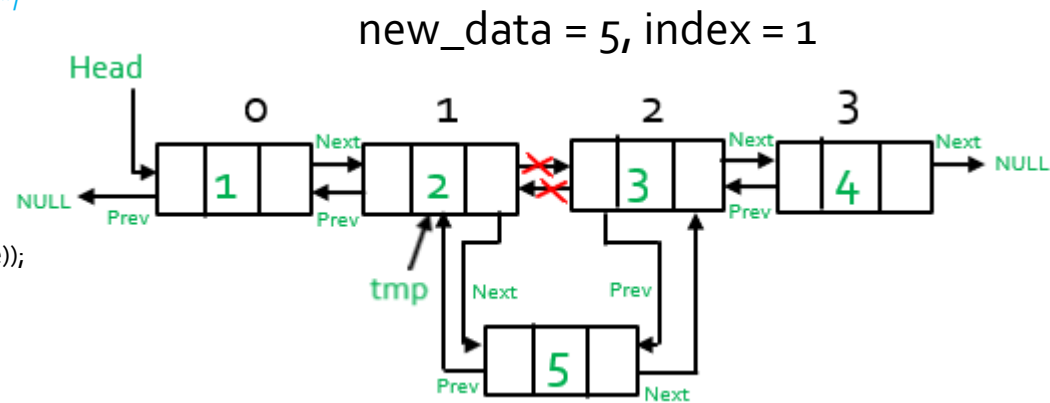 new_data = 5, index = 1
Head
0 1 2 3
Next Next Next
1 2 3 4
NULL NULL
Prev Prev Prev
));
tmp Next Prev
5
Prev Next